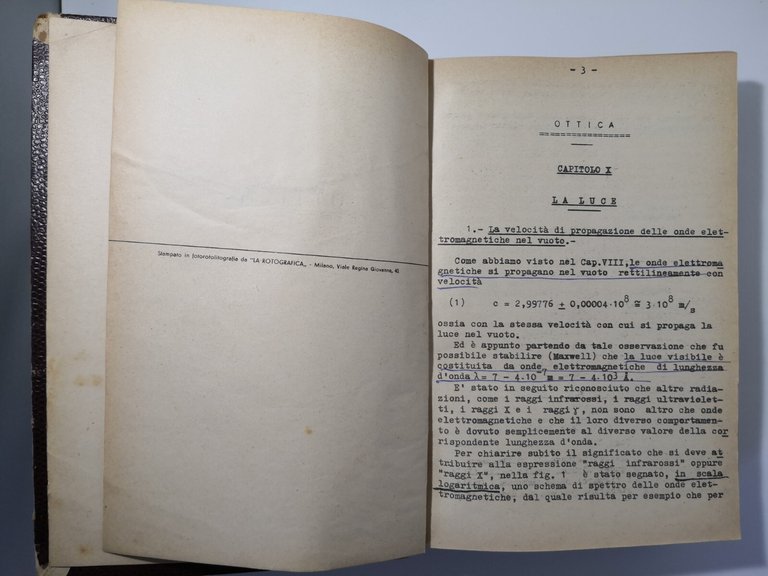 Stampato in fotorotolitografia da "LA ROTOGRAFICA„ - Milano, Viale Regina Giovanna, 40
- 3 -
OTTICA
CAPITOLO X
LA LUCE
1.- La velocità di propagazione delle onde elet-
tromagnetiche nel vuoto.-
Come abbiamo visto nel Cap.VIII, le onde elettroma
gnetiche si propagano nel vuoto rettilineamente con
velocità
(1) c = 2,99776 ± 0,00004·10⁸ ≅ 3·10⁸ m/s
ossia con la stessa velocità con cui si propaga la
luce nel vuoto.
Ed è appunto partendo da tale osservazione che fu
possibile stabilire (Maxwell) che la luce visibile è
costituita da onde elettromagnetiche di lunghezza
d'onda λ = 7 - 4·10⁻⁷ m = 7 - 4·10³ Å.
E' stato in seguito riconosciuto che altre radia-
zioni, come i raggi infrarossi, i raggi ultraviolet-
ti, i raggi X e i raggi γ, non sono altro che onde
elettromagnetiche e che il loro diverso comportamen-
to è dovuto semplicemente al diverso valore della cor
rispondente lunghezza d'onda.
Per chiarire subito il significato che si deve at
tribuire alla espressione "raggi infrarossi" oppure
"raggi X", nella fig. 1 è stato segnato, in scala
logaritmica, uno schema di spettro delle onde elet-
tromagnetiche, dal quale risulta per esempio che per